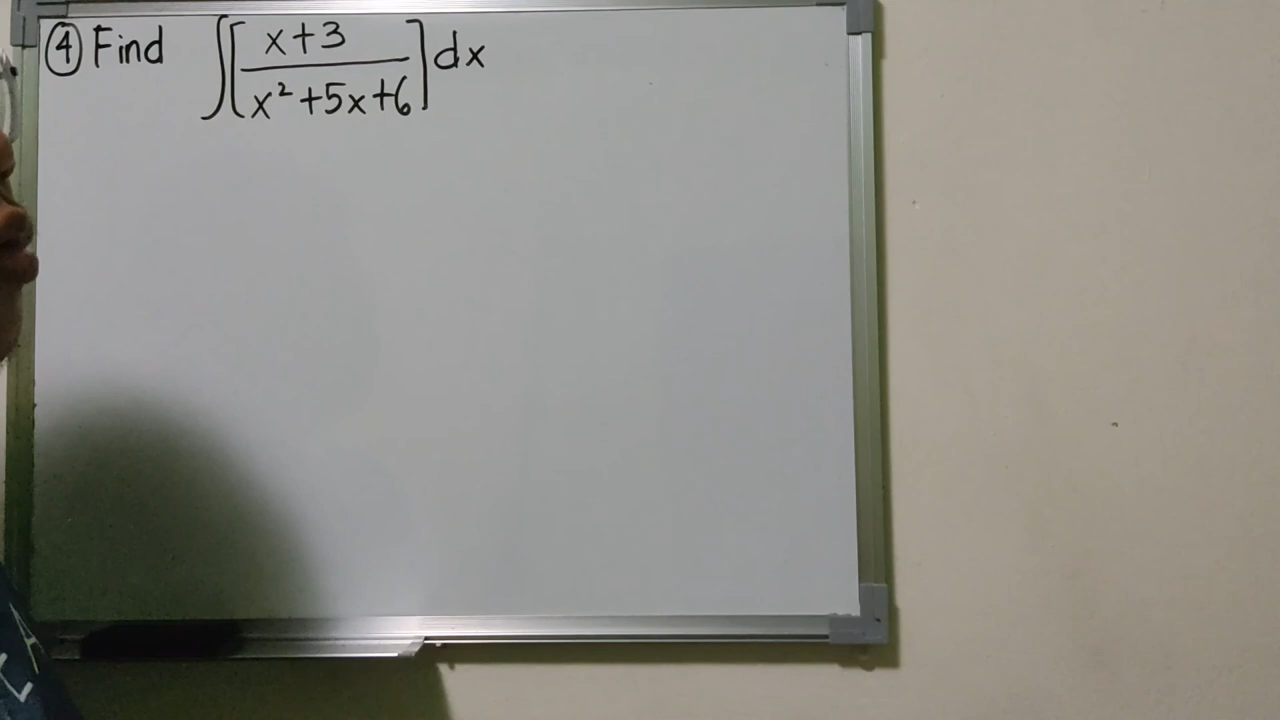 ④ Find ∫[(x+3)/(x²+5x+6)]dx